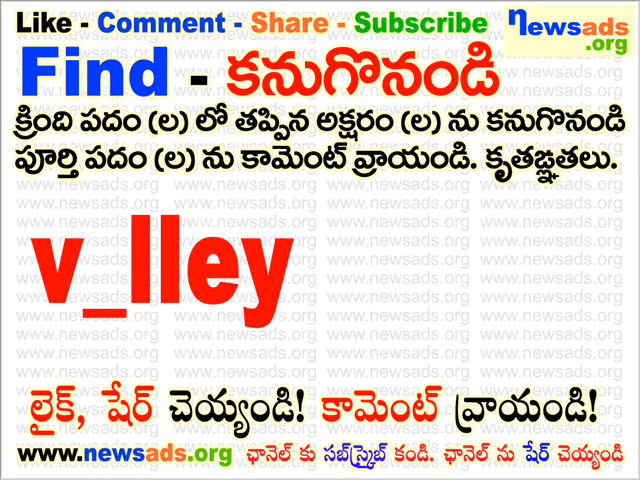 Like - Comment - Share - Subscribe
newsads
.org
Find - కనుగొనండి
క్రింది పదం (ల) లో తప్పిన అక్షరం (ల) ను కనుగొనండి
పూర్తి పదం (ల) ను కామెంట్ వ్రాయండి. కృతజ్ఞతలు.
v_lley
లైక్, షేర్ చెయ్యండి! కామెంట్ వ్రాయండి!
www.newsads.org ఛానెల్ కు సబ్‌స్క్రైబ్ కండి. ఛానెల్ ను షేర్ చెయ్యండి